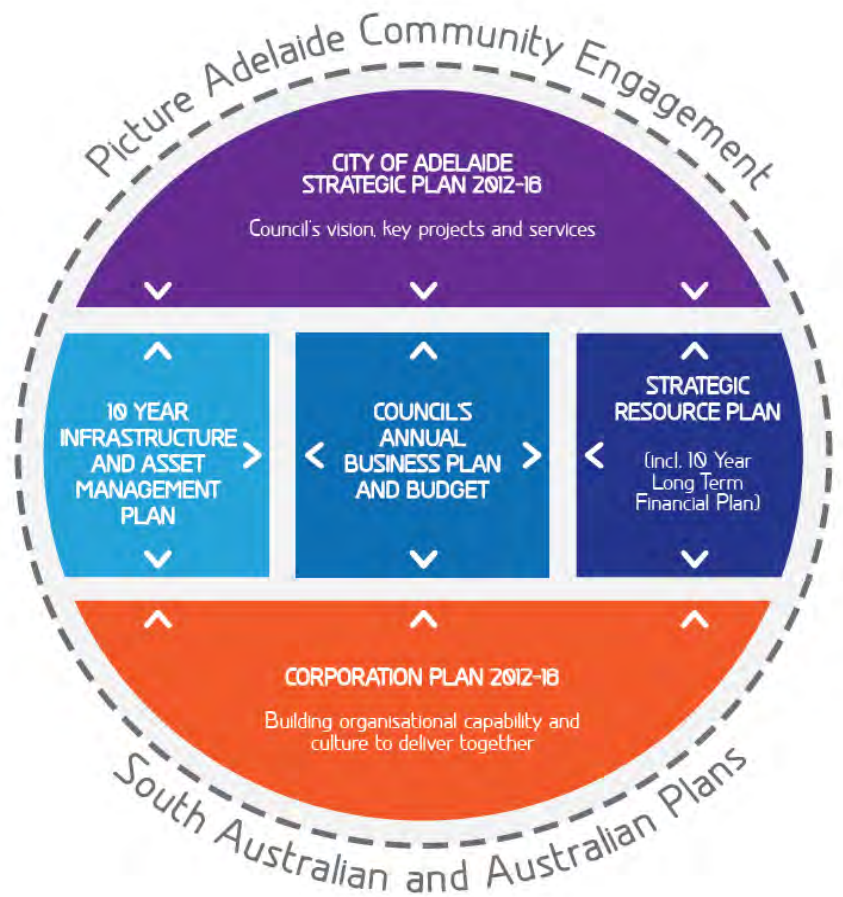 Picture Adelaide Community Engagement
CITY OF ADELAIDE
STRATEGIC PLAN 2012-16
Council's vision, key projects and services
10 YEAR
INFRASTRUCTURE
AND ASSET
MANAGEMENT
PLAN
COUNCIL'S
ANNUAL
BUSINESS PLAN
AND BUDGET
STRATEGIC
RESOURCE PLAN
(incl. 10 Year
Long Term
Financial Plan)
CORPORATION PLAN 2012-16
Building organisational capability and
culture to deliver together
South Australian and Australian Plans